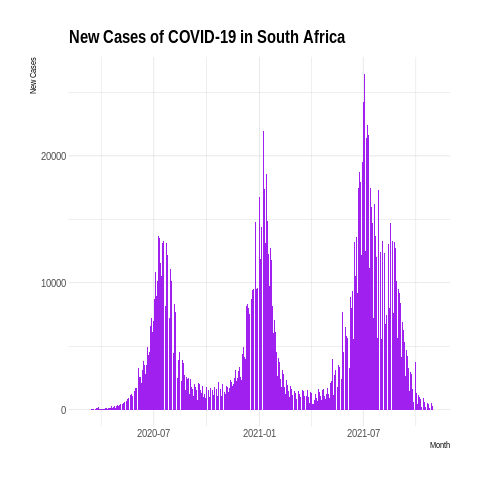 New Cases of COVID-19 in South Africa
New Cases
20000
10000
0
2020-07 2021-01 2021-07
Month